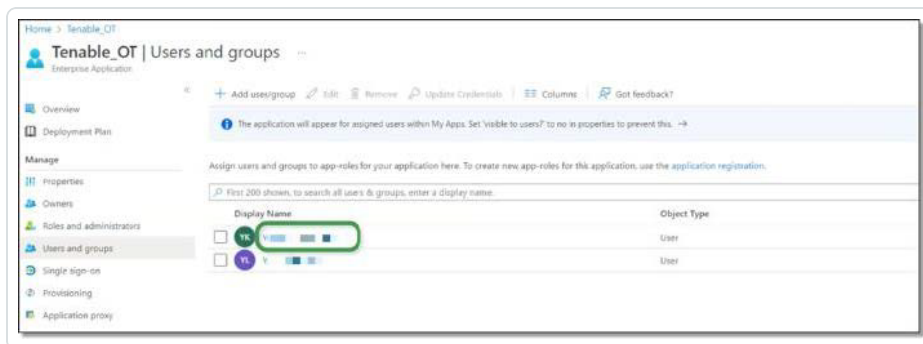 Home > Tenable_OT
Tenable_OT | Users and groups ...
Enterprise Application
«
+ Add user/group Edit Remove Update Credentials Columns Got feedback?
Overview
Deployment Plan
The application will appear for assigned users within My Apps. Set 'visible to users?' to no in properties to prevent this. →
Manage
Assign users and groups to app-roles for your application here. To create new app-roles for this application, use the application registration.
Properties
First 200 shown, to search all users & groups, enter a display name.
Owners
Display Name Object Type
Roles and administrators
YK User
Users and groups
YL User
Single sign-on
Provisioning
Application proxy